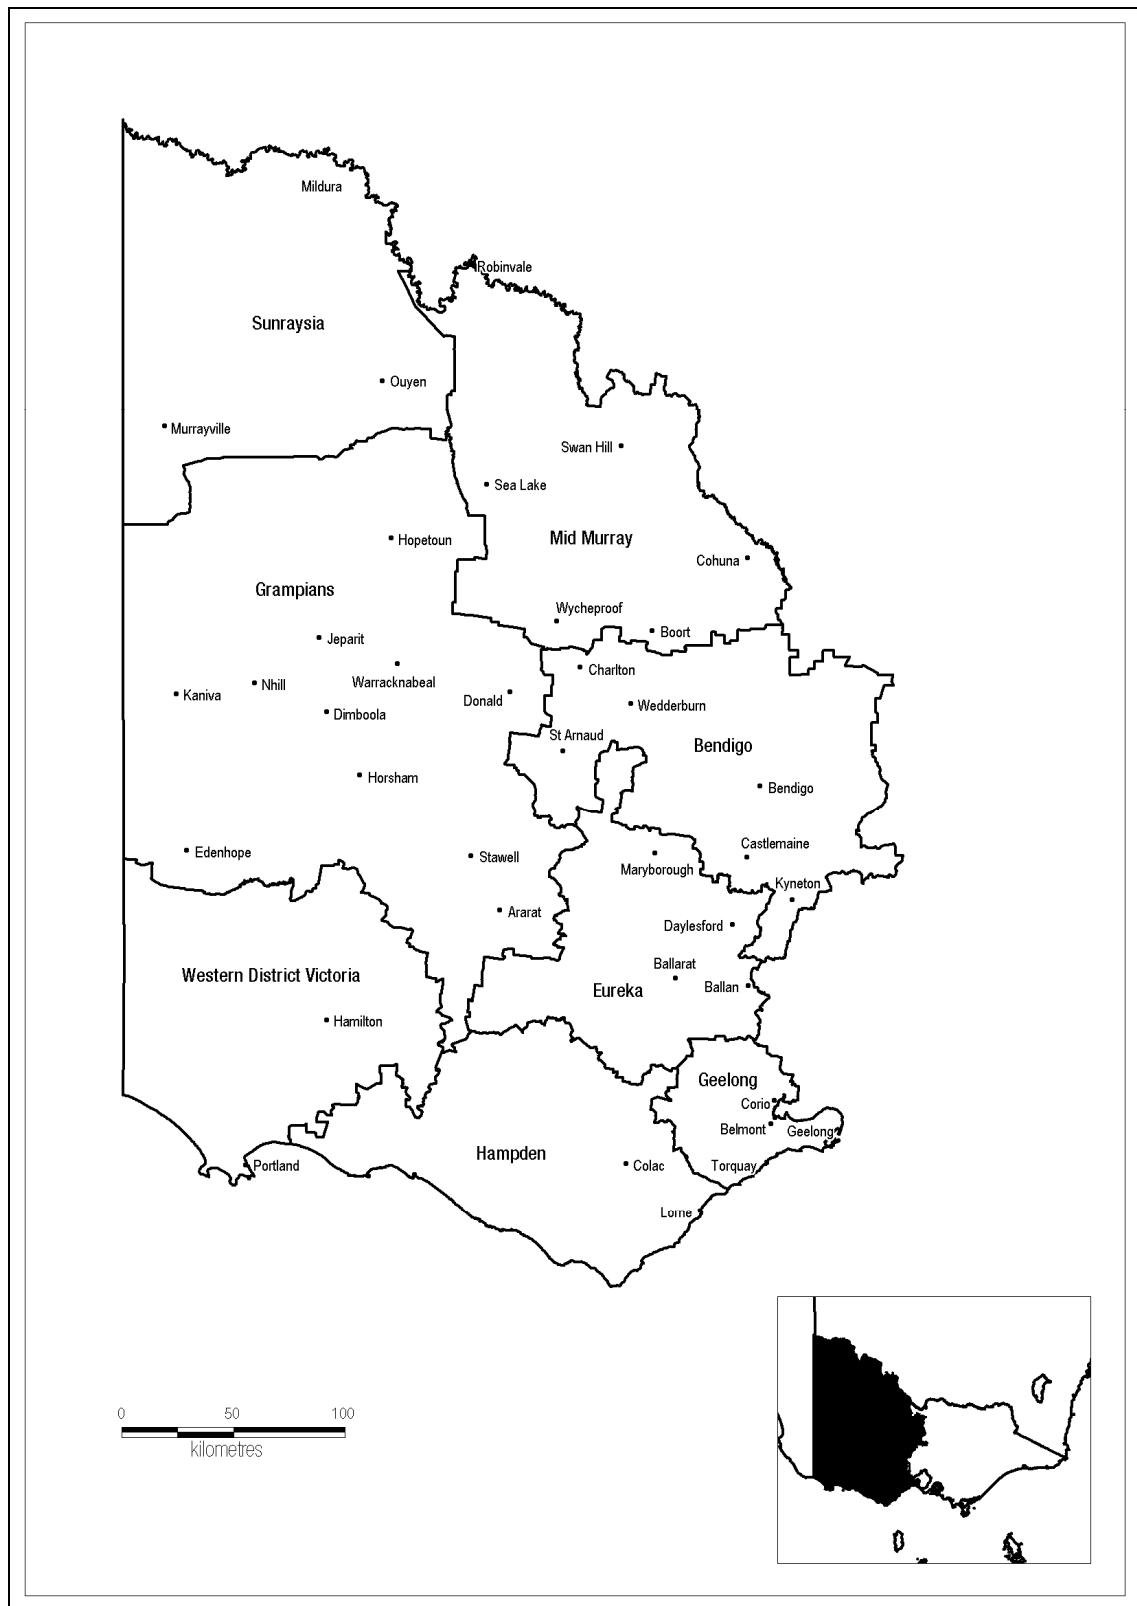 Mildura
Robinvale
Sunraysia
Ouyen
Murrayville
Swan Hill
Sea Lake
Mid Murray
Hopetoun
Cohuna
Grampians
Wycheproof
Boort
Jeparit
Charlton
Warracknabeal
Nhill
Kaniva
Donald
Wedderburn
Dimboola
St Arnaud
Bendigo
Horsham
Bendigo
Castlemaine
Edenhope
Stawell
Maryborough
Kyneton
Ararat
Daylesford
Ballarat
Western District Victoria
Eureka
Ballan
Hamilton
Geelong
Corio
Belmont
Geelong
Hampden
Colac
Torquay
Portland
Lorne
0 50 100
kilometres